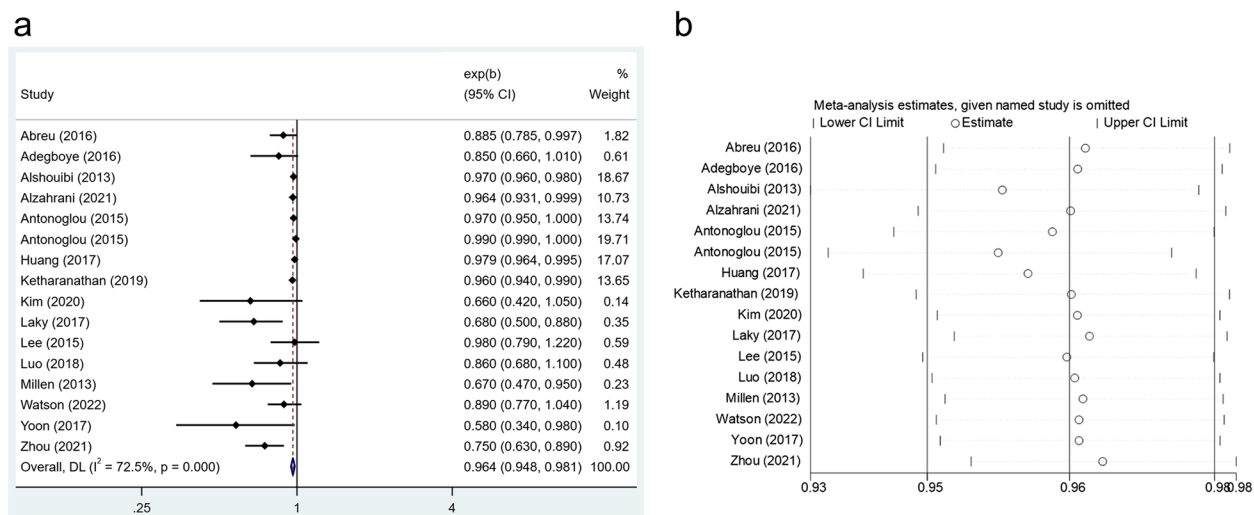 a
exp(b) %
Study (95% CI) Weight
Abreu (2016) 0.885 (0.785, 0.997) 1.82
Adegboye (2016) 0.850 (0.660, 1.010) 0.61
Alshouibi (2013) 0.970 (0.960, 0.980) 18.67
Alzahrani (2021) 0.964 (0.931, 0.999) 10.73
Antonoglou (2015) 0.970 (0.950, 1.000) 13.74
Antonoglou (2015) 0.990 (0.990, 1.000) 19.71
Huang (2017) 0.979 (0.964, 0.995) 17.07
Ketharanathan (2019) 0.960 (0.940, 0.990) 13.65
Kim (2020) 0.660 (0.420, 1.050) 0.14
Laky (2017) 0.680 (0.500, 0.880) 0.35
Lee (2015) 0.980 (0.790, 1.220) 0.59
Luo (2018) 0.860 (0.680, 1.100) 0.48
Millen (2013) 0.670 (0.470, 0.950) 0.23
Watson (2022) 0.890 (0.770, 1.040) 1.19
Yoon (2017) 0.580 (0.340, 0.980) 0.10
Zhou (2021) 0.750 (0.630, 0.890) 0.92
Overall, DL (I² = 72.5%, p = 0.000) 0.964 (0.948, 0.981) 100.00
.25 1 4
b
Meta-analysis estimates, given named study is omitted
Lower CI Limit Estimate Upper CI Limit
Abreu (2016)
Adegboye (2016)
Alshouibi (2013)
Alzahrani (2021)
Antonoglou (2015)
Antonoglou (2015)
Huang (2017)
Ketharanathan (2019)
Kim (2020)
Laky (2017)
Lee (2015)
Luo (2018)
Millen (2013)
Watson (2022)
Yoon (2017)
Zhou (2021)
0.93 0.95 0.96 0.98 0.98